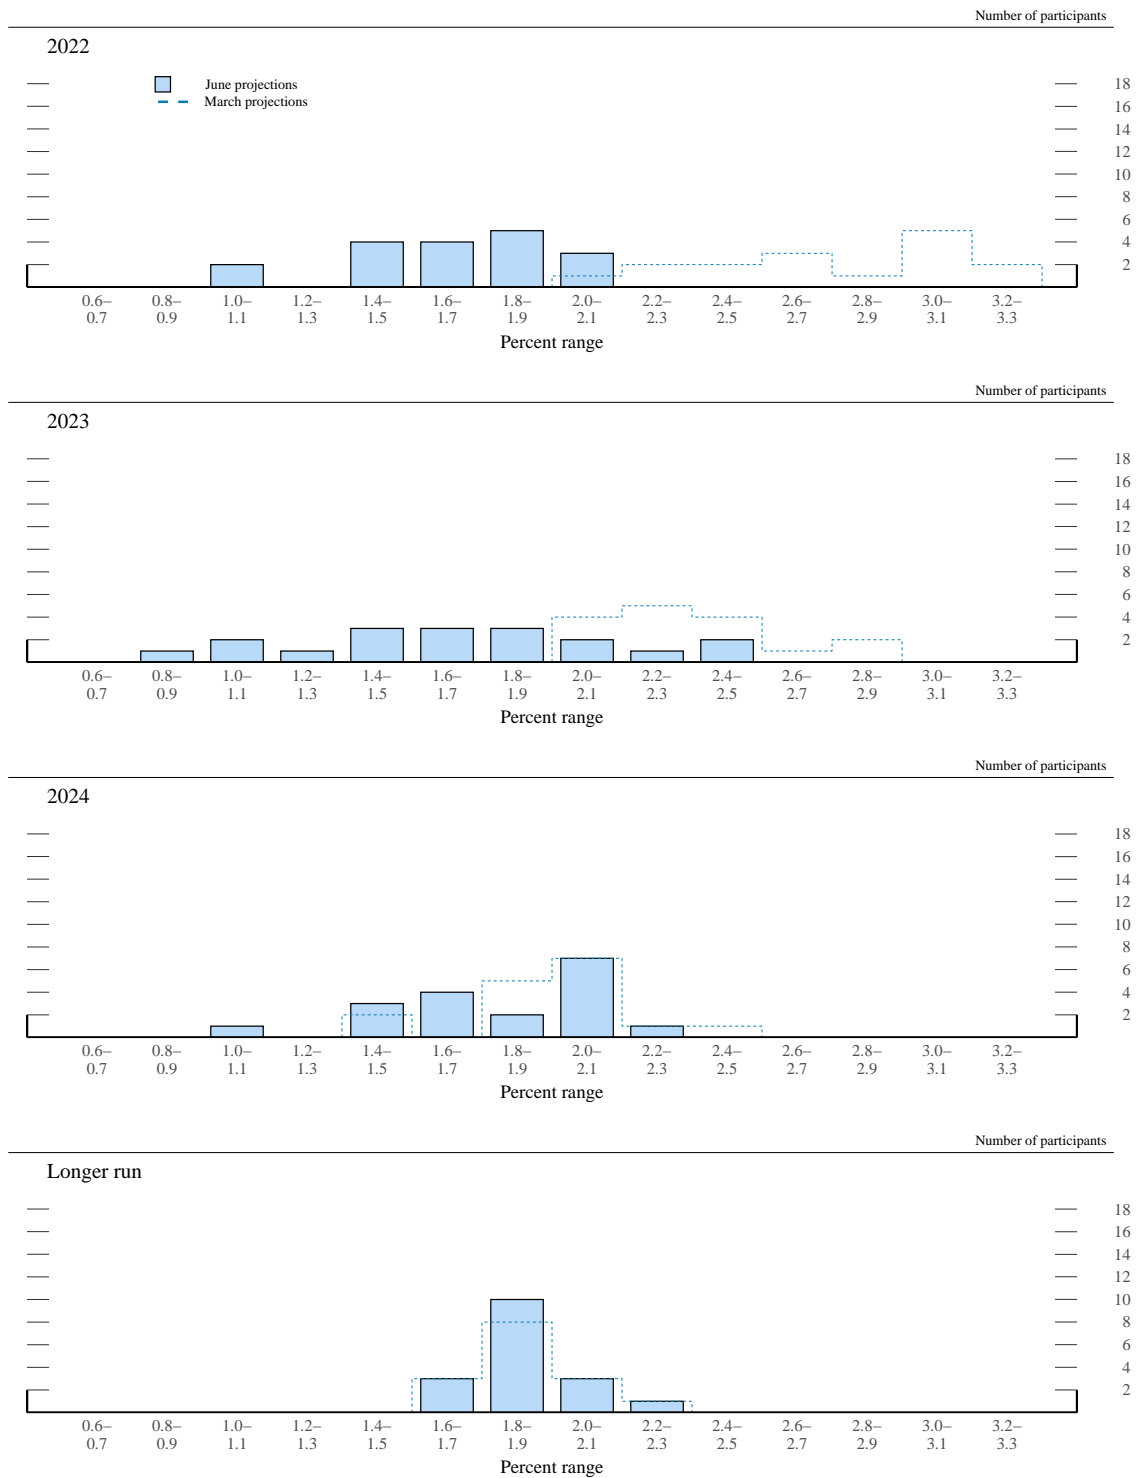 Number of participants
2022
June projections
March projections
18
16
14
12
10
8
6
4
2
0.6– 0.8– 1.0– 1.2– 1.4– 1.6– 1.8– 2.0– 2.2– 2.4– 2.6– 2.8– 3.0– 3.2–
0.7 0.9 1.1 1.3 1.5 1.7 1.9 2.1 2.3 2.5 2.7 2.9 3.1 3.3
Percent range
Number of participants
2023
18
16
14
12
10
8
6
4
2
0.6– 0.8– 1.0– 1.2– 1.4– 1.6– 1.8– 2.0– 2.2– 2.4– 2.6– 2.8– 3.0– 3.2–
0.7 0.9 1.1 1.3 1.5 1.7 1.9 2.1 2.3 2.5 2.7 2.9 3.1 3.3
Percent range
Number of participants
2024
18
16
14
12
10
8
6
4
2
0.6– 0.8– 1.0– 1.2– 1.4– 1.6– 1.8– 2.0– 2.2– 2.4– 2.6– 2.8– 3.0– 3.2–
0.7 0.9 1.1 1.3 1.5 1.7 1.9 2.1 2.3 2.5 2.7 2.9 3.1 3.3
Percent range
Number of participants
Longer run
18
16
14
12
10
8
6
4
2
0.6– 0.8– 1.0– 1.2– 1.4– 1.6– 1.8– 2.0– 2.2– 2.4– 2.6– 2.8– 3.0– 3.2–
0.7 0.9 1.1 1.3 1.5 1.7 1.9 2.1 2.3 2.5 2.7 2.9 3.1 3.3
Percent range